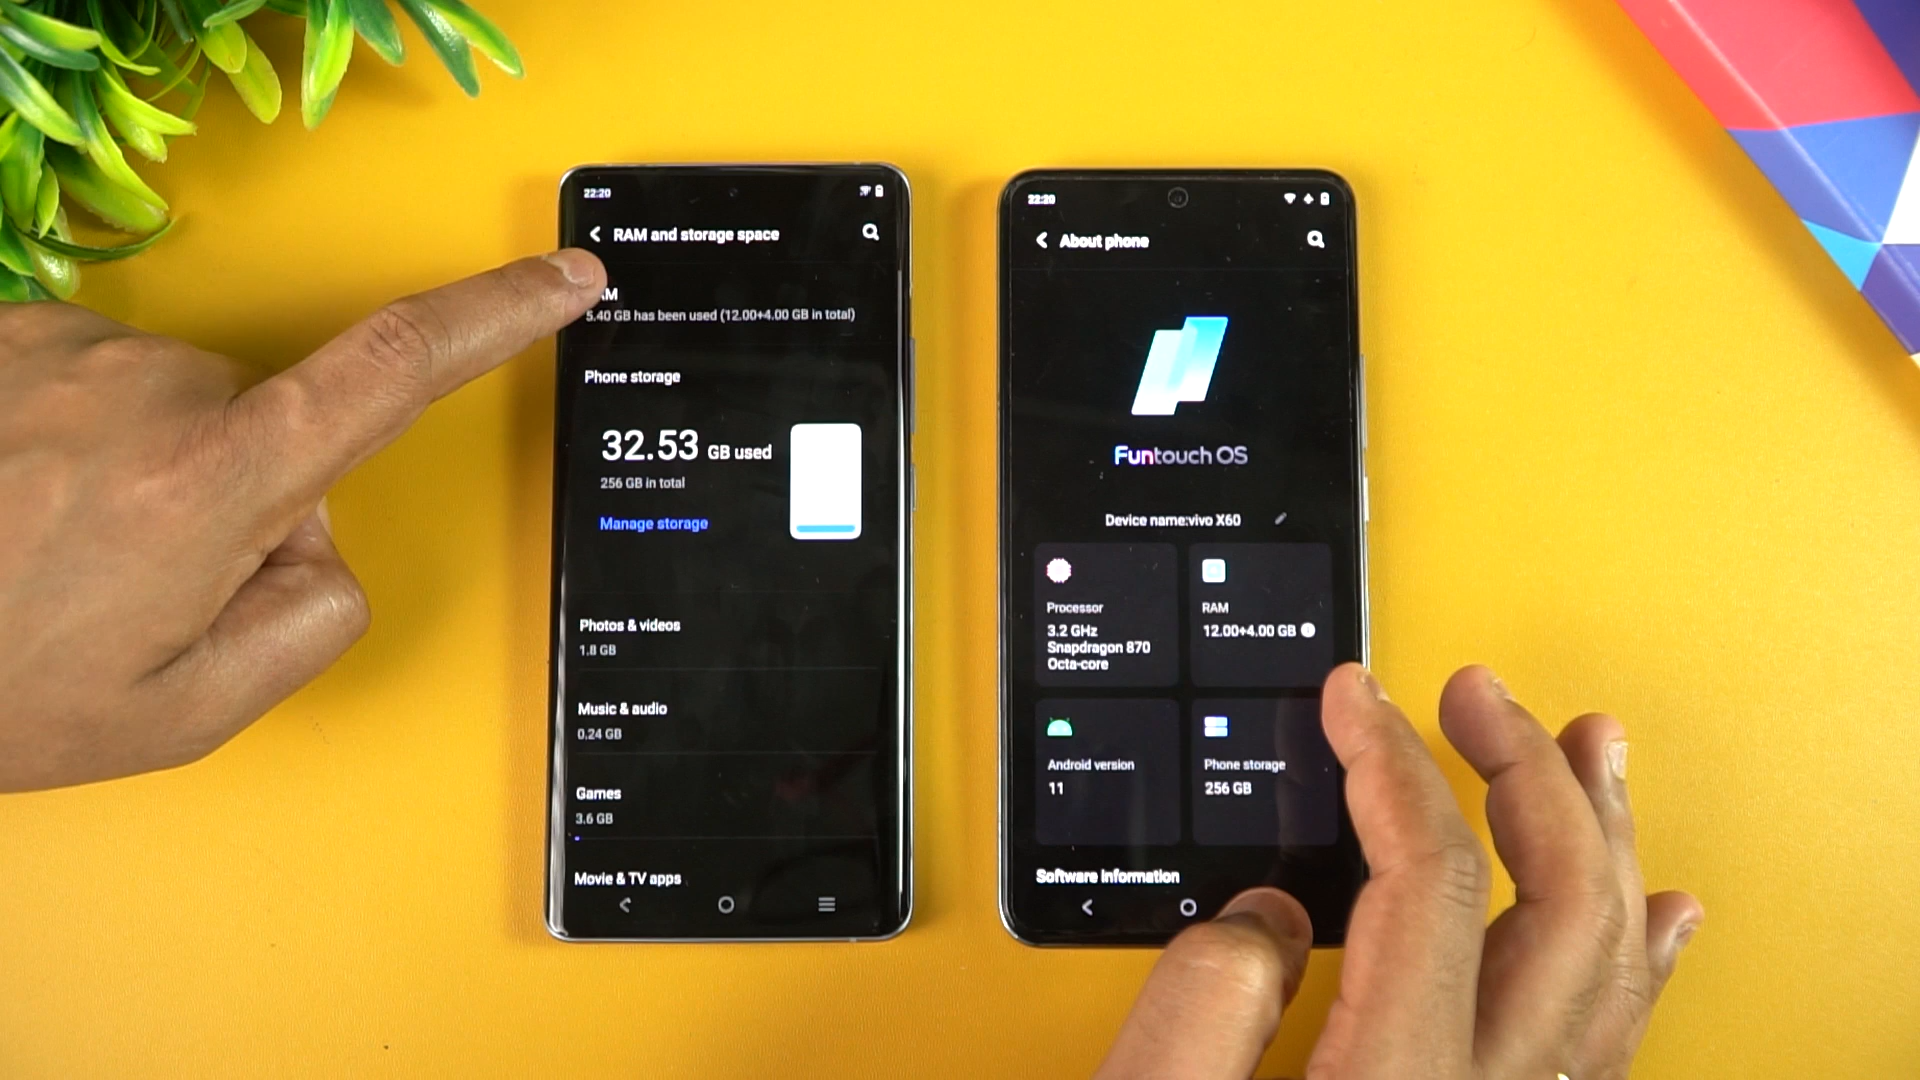 22:20
RAM and storage space
AM
5.40 GB has been used (12.00+4.00 GB in total)
Phone storage
32.53 GB used
256 GB in total
Manage storage
Photos & videos
1.8 GB
Music & audio
0.24 GB
Games
3.6 GB
Movie & TV apps
22:20
About phone
Funtouch OS
Device name:vivo X60
Processor
3.2 GHz
Snapdragon 870
Octa-core
RAM
12.00+4.00 GB
Android version
11
Phone storage
256 GB
Software information